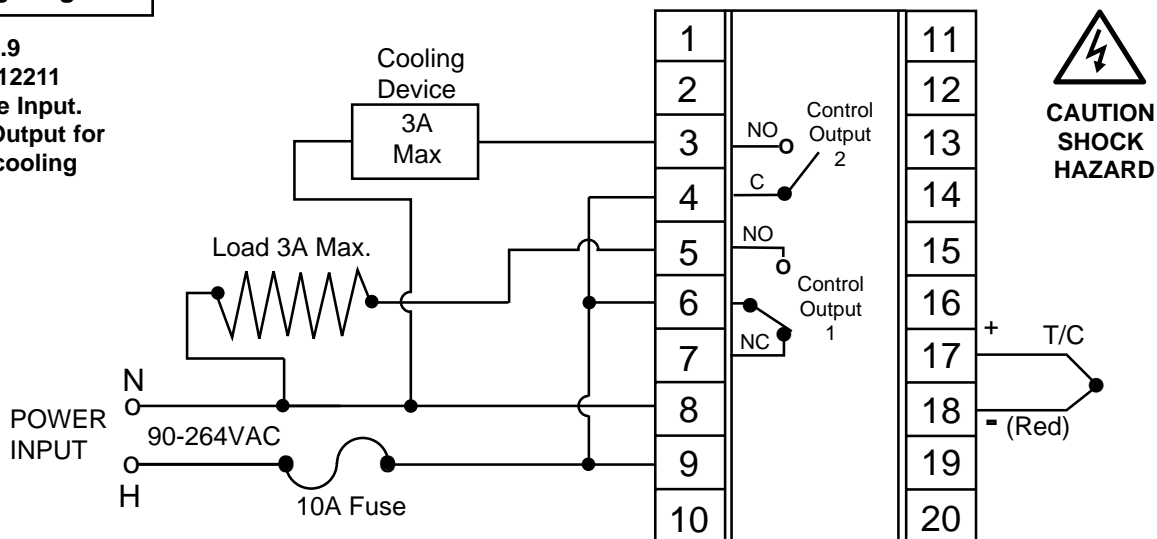 .9
12211
e Input.
Output for
cooling
Cooling
Device
3A
Max
Load 3A Max.
N
POWER
INPUT
90-264VAC
H
10A Fuse
1
2
3
4
5
6
7
8
9
10
NO
Control
Output
2
C
NO
Control
Output
1
NC
11
12
13
14
15
16
17
18
19
20
CAUTION
SHOCK
HAZARD
+
T/C
- (Red)